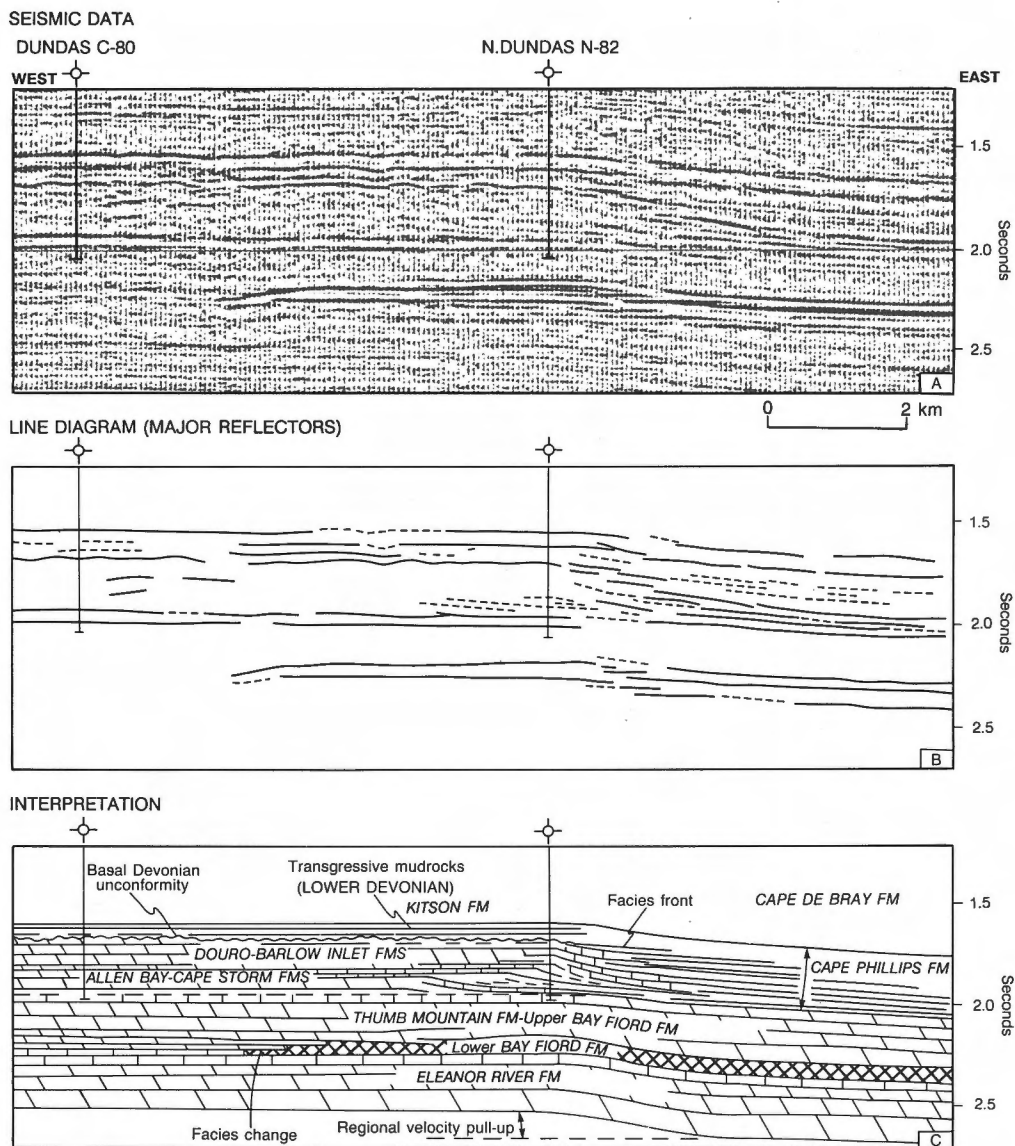 SEISMIC DATA
DUNDAS C-80
N.DUNDAS N-82
WEST
EAST
1.5
2.0
2.5
Seconds
A
0 2 km
LINE DIAGRAM (MAJOR REFLECTORS)
1.5
2.0
2.5
Seconds
B
INTERPRETATION
Basal Devonian
unconformity
Transgressive mudrocks
(LOWER DEVONIAN)
KITSON FM
Facies front
CAPE DE BRAY FM
DOURO-BARLOW INLET FMS
CAPE PHILLIPS FM
ALLEN BAY-CAPE STORM FMS
THUMB MOUNTAIN FM-Upper BAY FIORD FM
Lower BAY FIORD FM
ELEANOR RIVER FM
Facies change
Regional velocity pull-up
1.5
2.0
2.5
Seconds
C